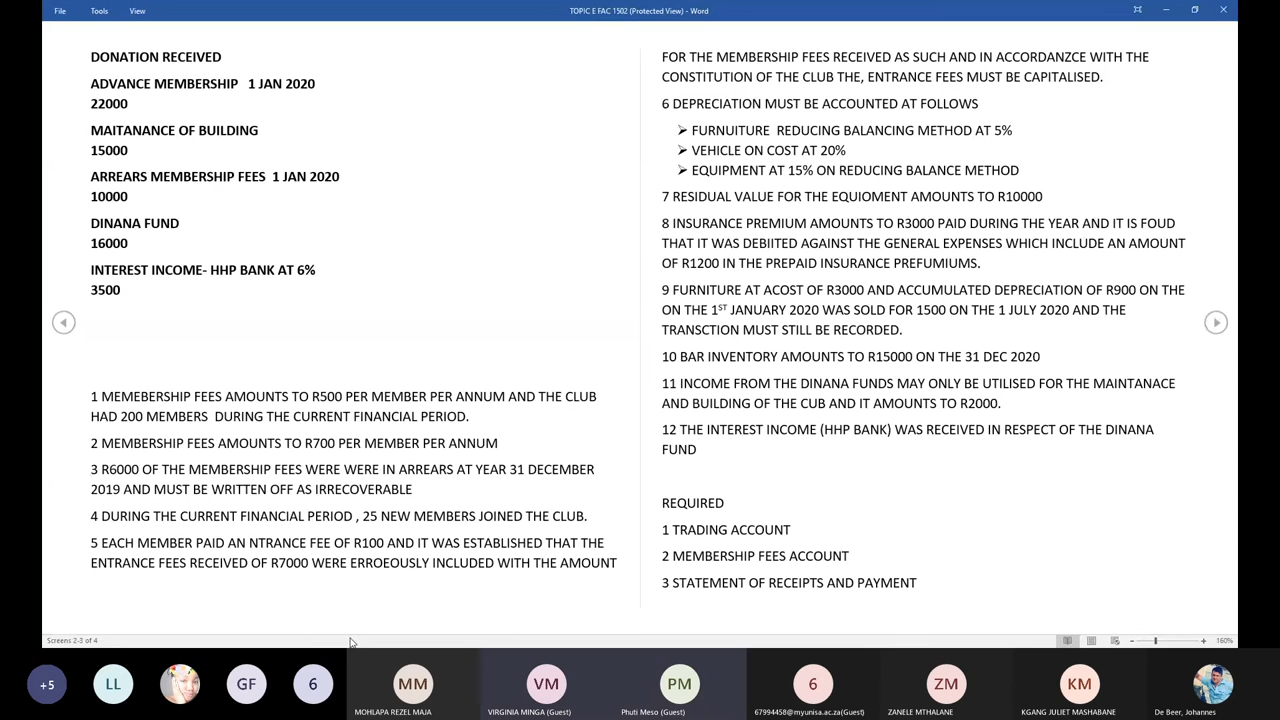 File Tools View
TOPIC E FAC 1502 (Protected View) - Word
DONATION RECEIVED
ADVANCE MEMBERSHIP 1 JAN 2020
22000
MAITANANCE OF BUILDING
15000
ARREARS MEMBERSHIP FEES 1 JAN 2020
10000
DINANA FUND
16000
INTEREST INCOME- HHP BANK AT 6%
3500
1 MEMEBERSHIP FEES AMOUNTS TO R500 PER MEMBER PER ANNUM AND THE CLUB
HAD 200 MEMBERS DURING THE CURRENT FINANCIAL PERIOD.
2 MEMBERSHIP FEES AMOUNTS TO R700 PER MEMBER PER ANNUM
3 R6000 OF THE MEMBERSHIP FEES WERE WERE IN ARREARS AT YEAR 31 DECEMBER
2019 AND MUST BE WRITTEN OFF AS IRRECOVERABLE
4 DURING THE CURRENT FINANCIAL PERIOD , 25 NEW MEMBERS JOINED THE CLUB.
5 EACH MEMBER PAID AN NTRANCE FEE OF R100 AND IT WAS ESTABLISHED THAT THE
ENTRANCE FEES RECEIVED OF R7000 WERE ERROEOUSLY INCLUDED WITH THE AMOUNT
FOR THE MEMBERSHIP FEES RECEIVED AS SUCH AND IN ACCORDANZCE WITH THE
CONSTITUTION OF THE CLUB THE, ENTRANCE FEES MUST BE CAPITALISED.
6 DEPRECIATION MUST BE ACCOUNTED AT FOLLOWS
➢ FURNUITURE REDUCING BALANCING METHOD AT 5%
➢ VEHICLE ON COST AT 20%
➢ EQUIPMENT AT 15% ON REDUCING BALANCE METHOD
7 RESIDUAL VALUE FOR THE EQUIOMENT AMOUNTS TO R10000
8 INSURANCE PREMIUM AMOUNTS TO R3000 PAID DURING THE YEAR AND IT IS FOUD
THAT IT WAS DEBIITED AGAINST THE GENERAL EXPENSES WHICH INCLUDE AN AMOUNT
OF R1200 IN THE PREPAID INSURANCE PREFUMIUMS.
9 FURNITURE AT ACOST OF R3000 AND ACCUMULATED DEPRECIATION OF R900 ON THE
ON THE 1ST JANUARY 2020 WAS SOLD FOR 1500 ON THE 1 JULY 2020 AND THE
TRANSCTION MUST STILL BE RECORDED.
10 BAR INVENTORY AMOUNTS TO R15000 ON THE 31 DEC 2020
11 INCOME FROM THE DINANA FUNDS MAY ONLY BE UTILISED FOR THE MAINTANACE
AND BUILDING OF THE CUB AND IT AMOUNTS TO R2000.
12 THE INTEREST INCOME (HHP BANK) WAS RECEIVED IN RESPECT OF THE DINANA
FUND
REQUIRED
1 TRADING ACCOUNT
2 MEMBERSHIP FEES ACCOUNT
3 STATEMENT OF RECEIPTS AND PAYMENT
Screens 2-3 of 4
160%
+5 LL GF 6 MM VM PM 6 ZM KM
MOHLAPA REZEL MAJA VIRGINIA MINGA (Guest) Phuti Meso (Guest) 67994458@myunisa.ac.za(Guest) ZANELE MTHALANE KGANG JULIET MASHABANE De Beer, Johannes